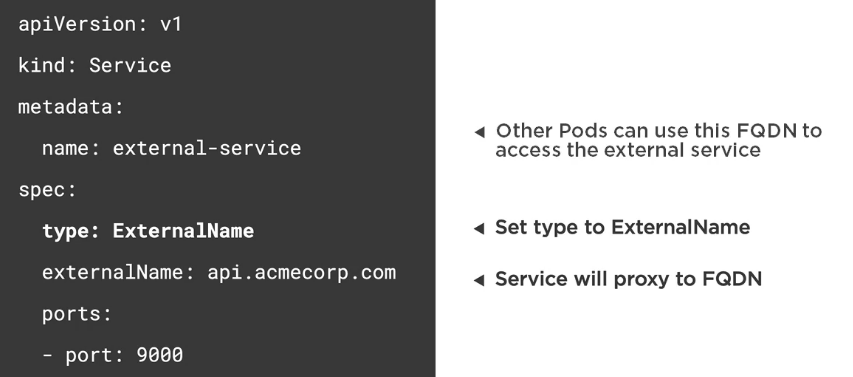 apiVersion: v1
kind: Service
metadata:
  name: external-service
spec:
  type: ExternalName
  externalName: api.acmecorp.com
  ports:
  - port: 9000
◄ Other Pods can use this FQDN to
access the external service
◄ Set type to ExternalName
◄ Service will proxy to FQDN